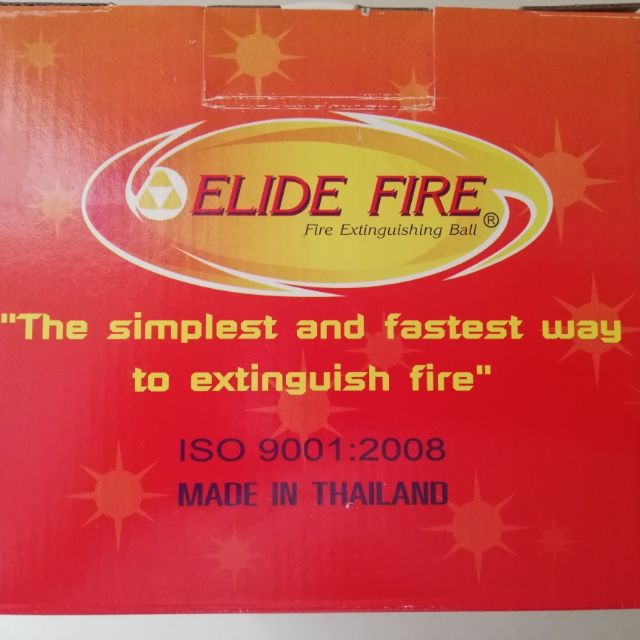 ELIDE FIRE®
Fire Extinguishing Ball
"The simplest and fastest way
to extinguish fire"
ISO 9001:2008
MADE IN THAILAND